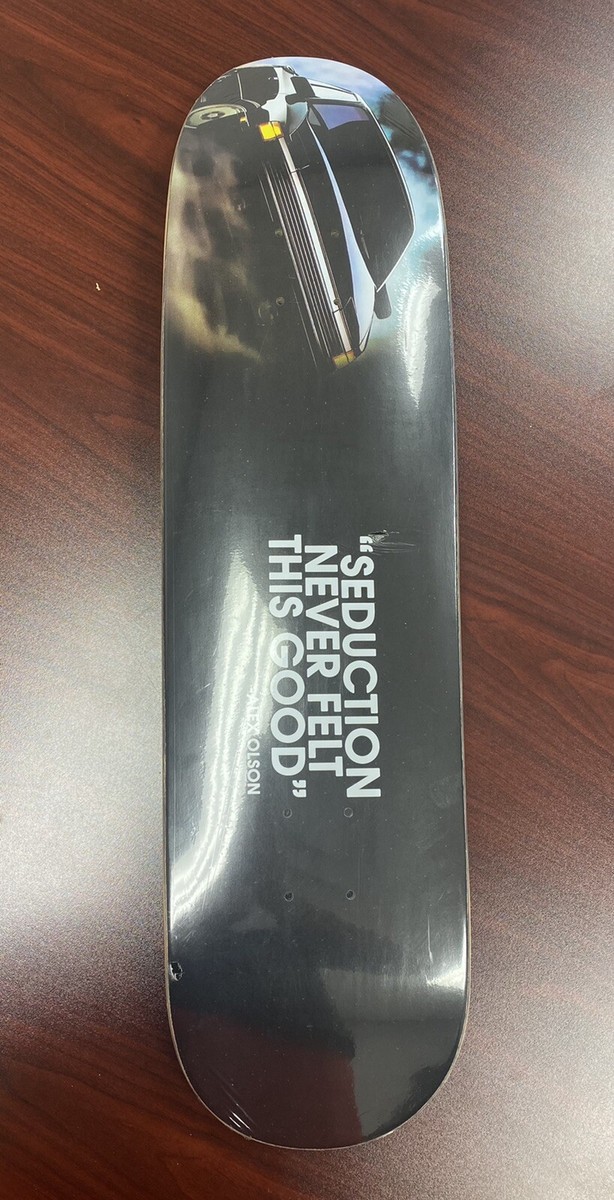 “SEDUCTION
NEVER FELT
THIS GOOD”
-ALEX OLSON